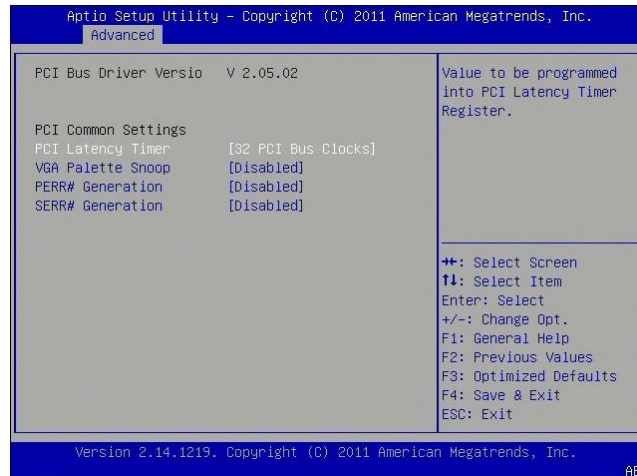 Aptio Setup Utility – Copyright (C) 2011 American Megatrends, Inc.
Advanced
PCI Bus Driver Versio V 2.05.02
PCI Common Settings
PCI Latency Timer [32 PCI Bus Clocks]
VGA Palette Snoop [Disabled]
PERR# Generation [Disabled]
SERR# Generation [Disabled]
Value to be programmed
into PCI Latency Timer
Register.
→←: Select Screen
↑↓: Select Item
Enter: Select
+/-: Change Opt.
F1: General Help
F2: Previous Values
F3: Optimized Defaults
F4: Save & Exit
ESC: Exit
Version 2.14.1219. Copyright (C) 2011 American Megatrends, Inc.